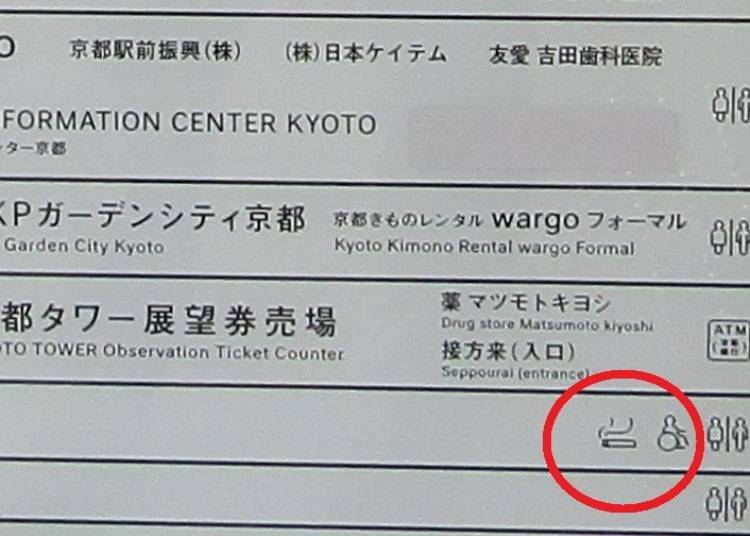 O 京都駅前振興(株) (株)日本ケイテム 友愛 吉田歯科医院
FORMATION CENTER KYOTO
ター京都
KPガーデンシティ京都 京都きものレンタル wargo フォーマル
Garden City Kyoto Kyoto Kimono Rental wargo Formal
都タワー展望券売場
OTO TOWER Observation Ticket Counter
薬 マツモトキヨシ
Drug store Matsumoto kiyoshi
接方来(入口)
Seppourai (entrance)
ATM